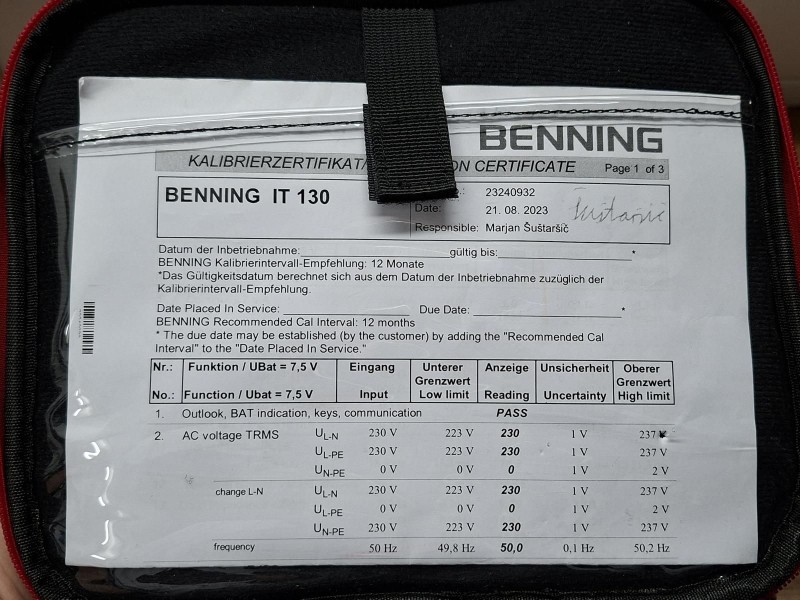 BENNING
KALIBRIERZERTIFIKAT/ ON CERTIFICATE Page 1 of 3
BENNING IT 130
.: 23240932
Date: 21. 08. 2023 Šuštaršič
Responsible: Marjan Šuštaršič
Datum der Inbetriebnahme: gültig bis: *
BENNING Kalibrierintervall-Empfehlung: 12 Monate
*Das Gültigkeitsdatum berechnet sich aus dem Datum der Inbetriebnahme zuzüglich der
Kalibrierintervall-Empfehlung.
Date Placed In Service: Due Date: *
BENNING Recommended Cal Interval: 12 months
* The due date may be established (by the customer) by adding the "Recommended Cal
Interval" to the "Date Placed In Service."
Nr.: Funktion / UBat = 7,5 V Eingang Unterer Grenzwert Anzeige Unsicherheit Oberer Grenzwert
No.: Function / Ubat = 7,5 V Input Low limit Reading Uncertainty High limit
1. Outlook, BAT indication, keys, communication PASS
2. AC voltage TRMS UL-N 230 V 223 V 230 1 V 237 V
UL-PE 230 V 223 V 230 1 V 237 V
UN-PE 0 V 0 V 0 1 V 2 V
change L-N UL-N 230 V 223 V 230 1 V 237 V
UL-PE 0 V 0 V 0 1 V 2 V
UN-PE 230 V 223 V 230 1 V 237 V
frequency 50 Hz 49,8 Hz 50,0 0,1 Hz 50,2 Hz